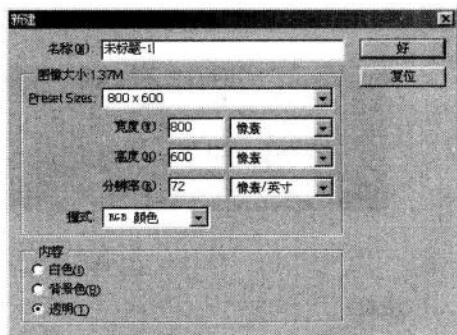 新建
名称(N): 未标题-1
好
复位
图像大小:1.37M
Preset Sizes: 800 x 600
宽度(W): 800 像素
高度(H): 600 像素
分辨率(R): 72 像素/英寸
模式: RGB 颜色
内容
白色(I)
背景色(B)
透明(T)